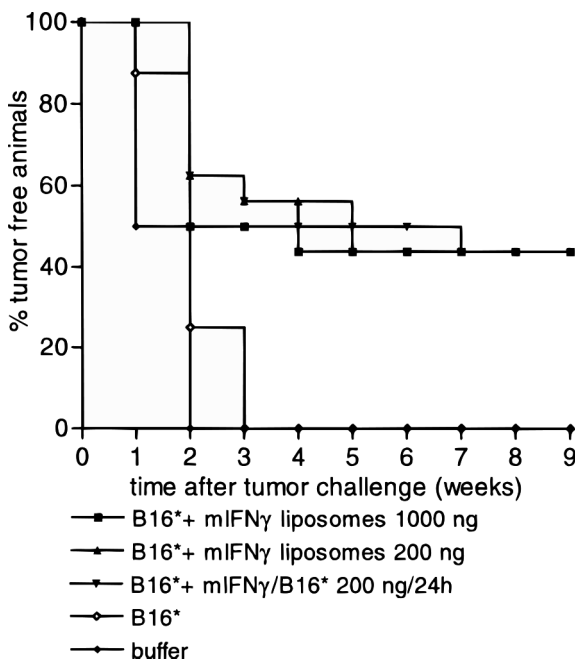 100
80
60
40
20
0
% tumor free animals
0 1 2 3 4 5 6 7 8 9
time after tumor challenge (weeks)
B16*+ mIFNγ liposomes 1000 ng
B16*+ mIFNγ liposomes 200 ng
B16*+ mIFNγ/B16* 200 ng/24h
B16*
buffer